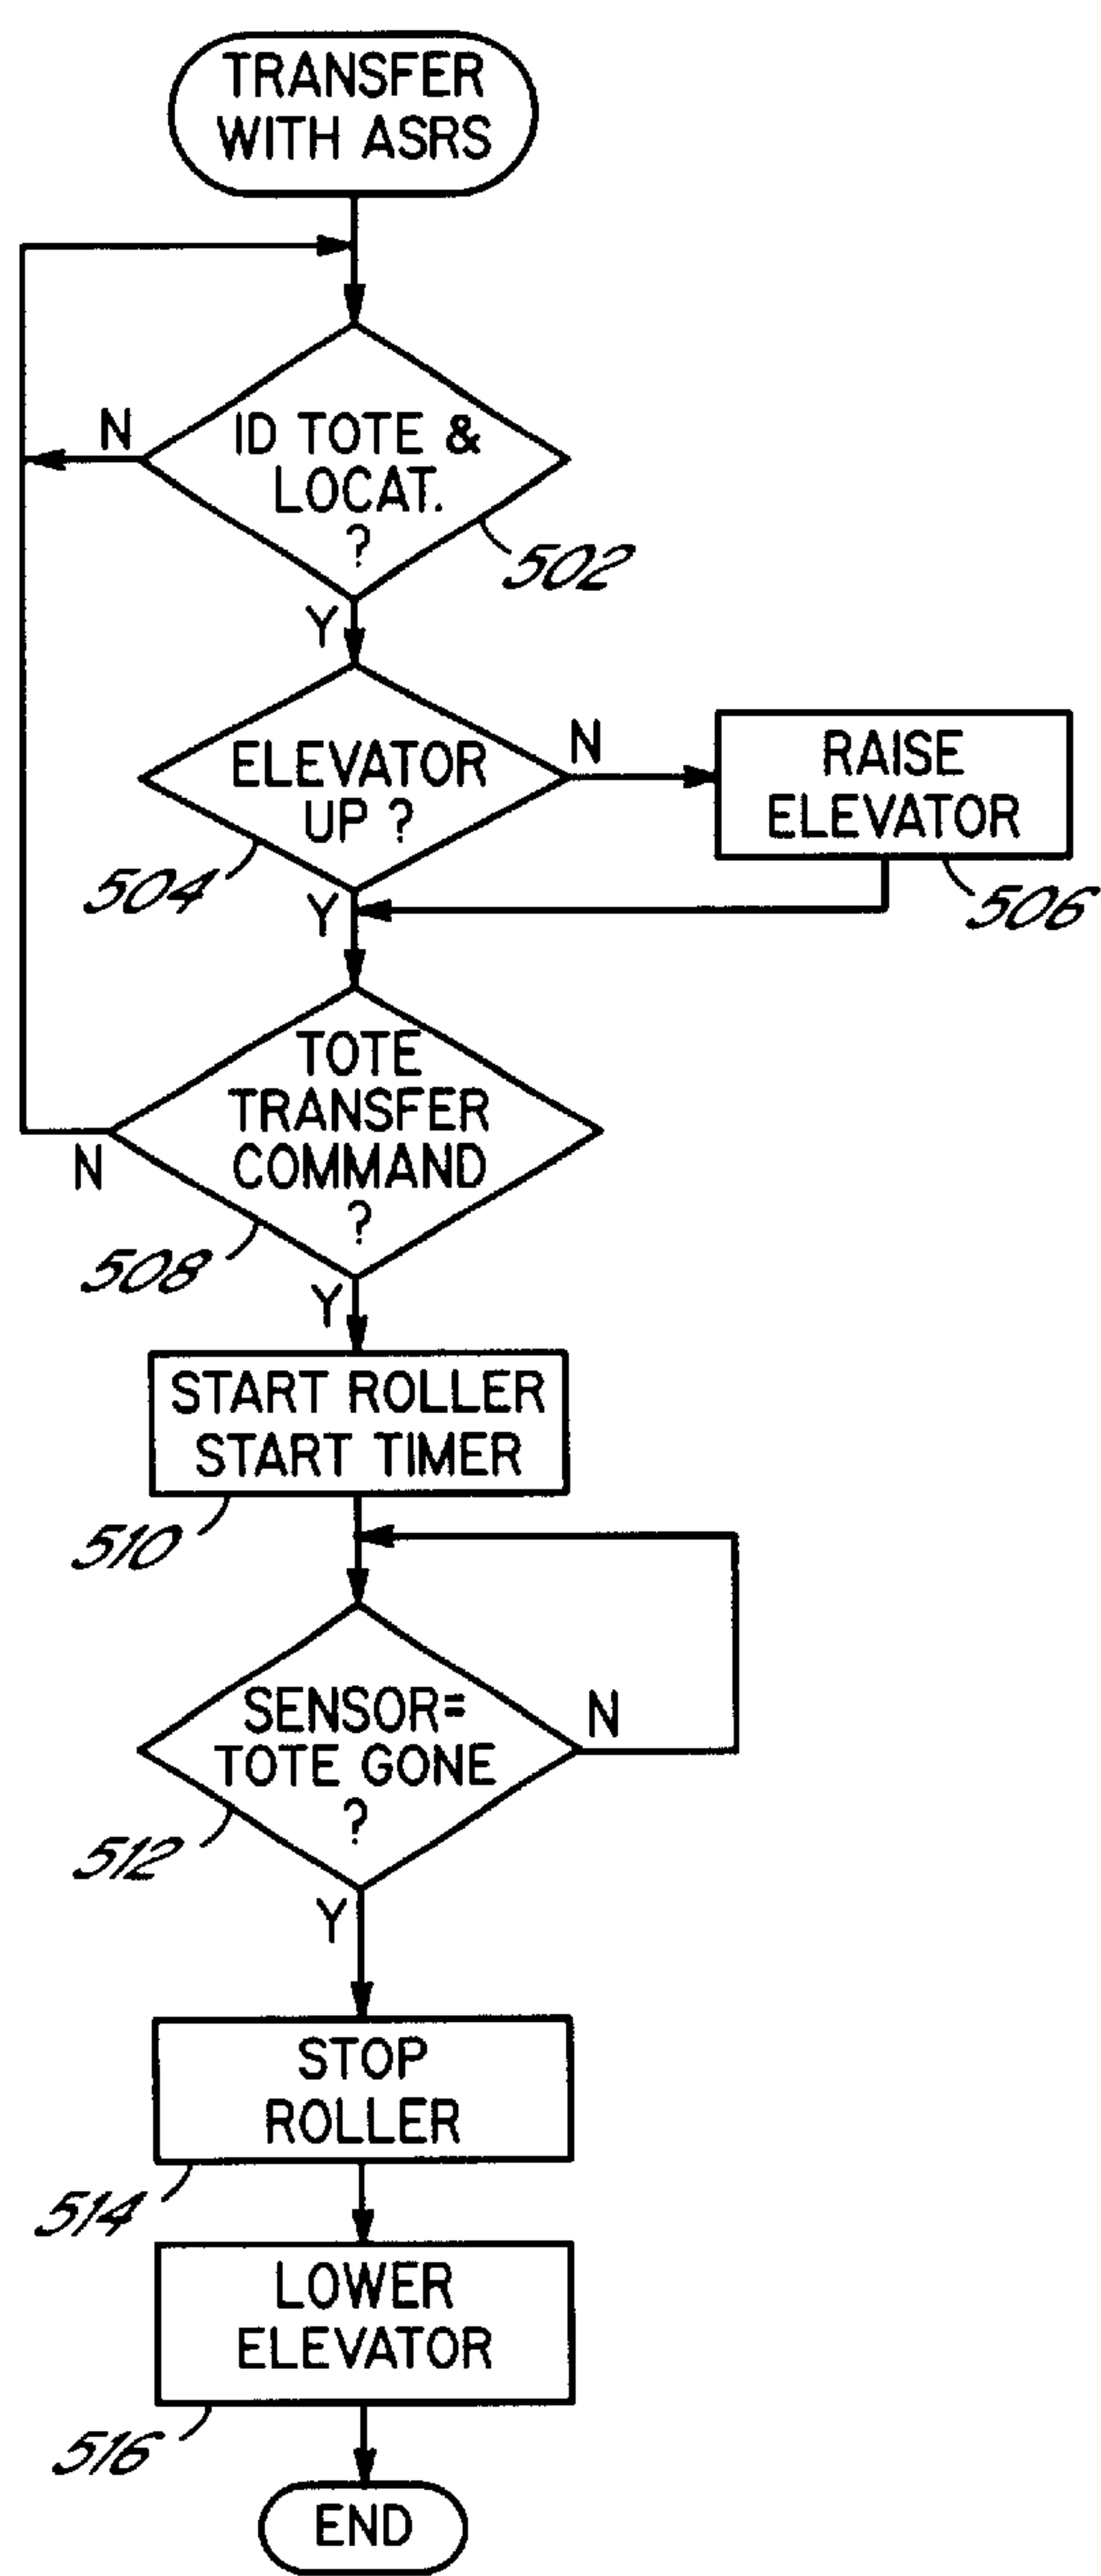 TRANSFER
WITH ASRS
N
ID TOTE &
LOCAT.
?
502
Y
ELEVATOR
UP ?
504
N
RAISE
ELEVATOR
506
Y
TOTE
TRANSFER
COMMAND
?
N
508
Y
START ROLLER
START TIMER
510
SENSOR=
TOTE GONE
?
N
512
Y
STOP
ROLLER
514
LOWER
ELEVATOR
516
END